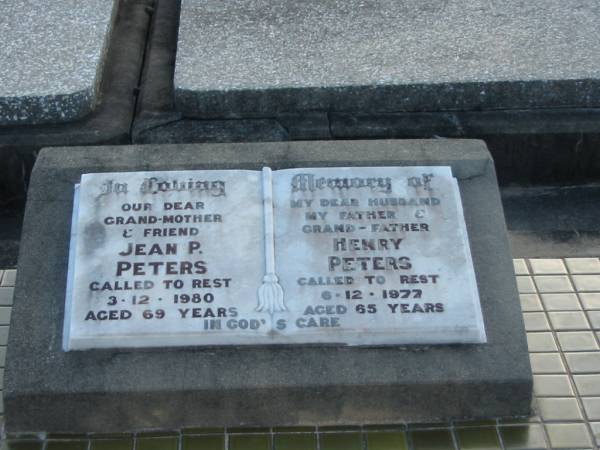 In Loving Memory of
OUR DEAR
GRAND-MOTHER
& FRIEND
JEAN P.
PETERS
CALLED TO REST
3·12·1980
AGED 69 YEARS
MY DEAR HUSBAND
MY FATHER &
GRAND-FATHER
HENRY
PETERS
CALLED TO REST
6·12·1977
AGED 65 YEARS
IN GOD'S CARE